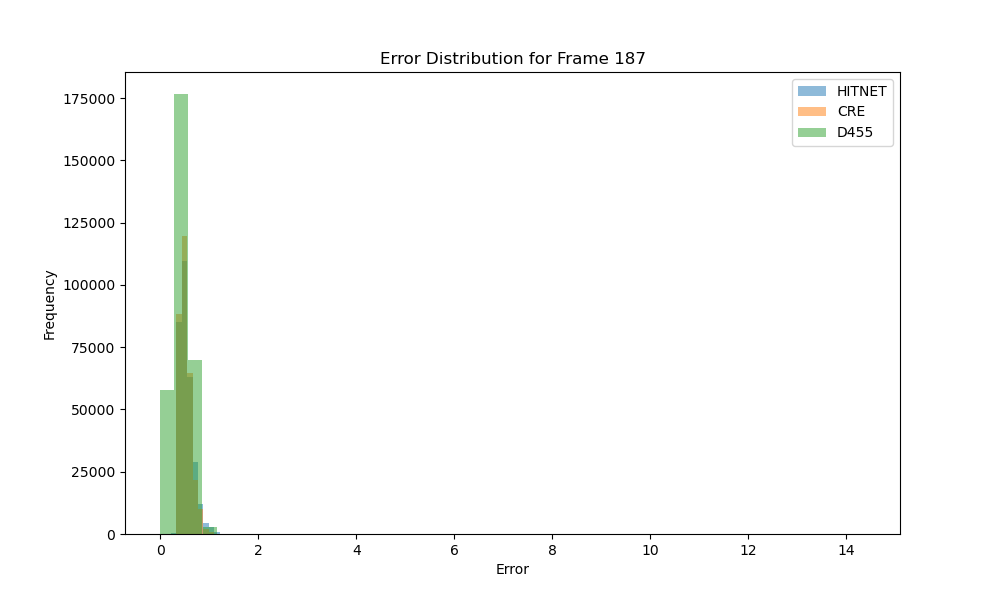 Error Distribution for Frame 187
HITNET
CRE
D455
175000
150000
125000
100000
75000
50000
25000
0
Frequency
0 2 4 6 8 10 12 14
Error